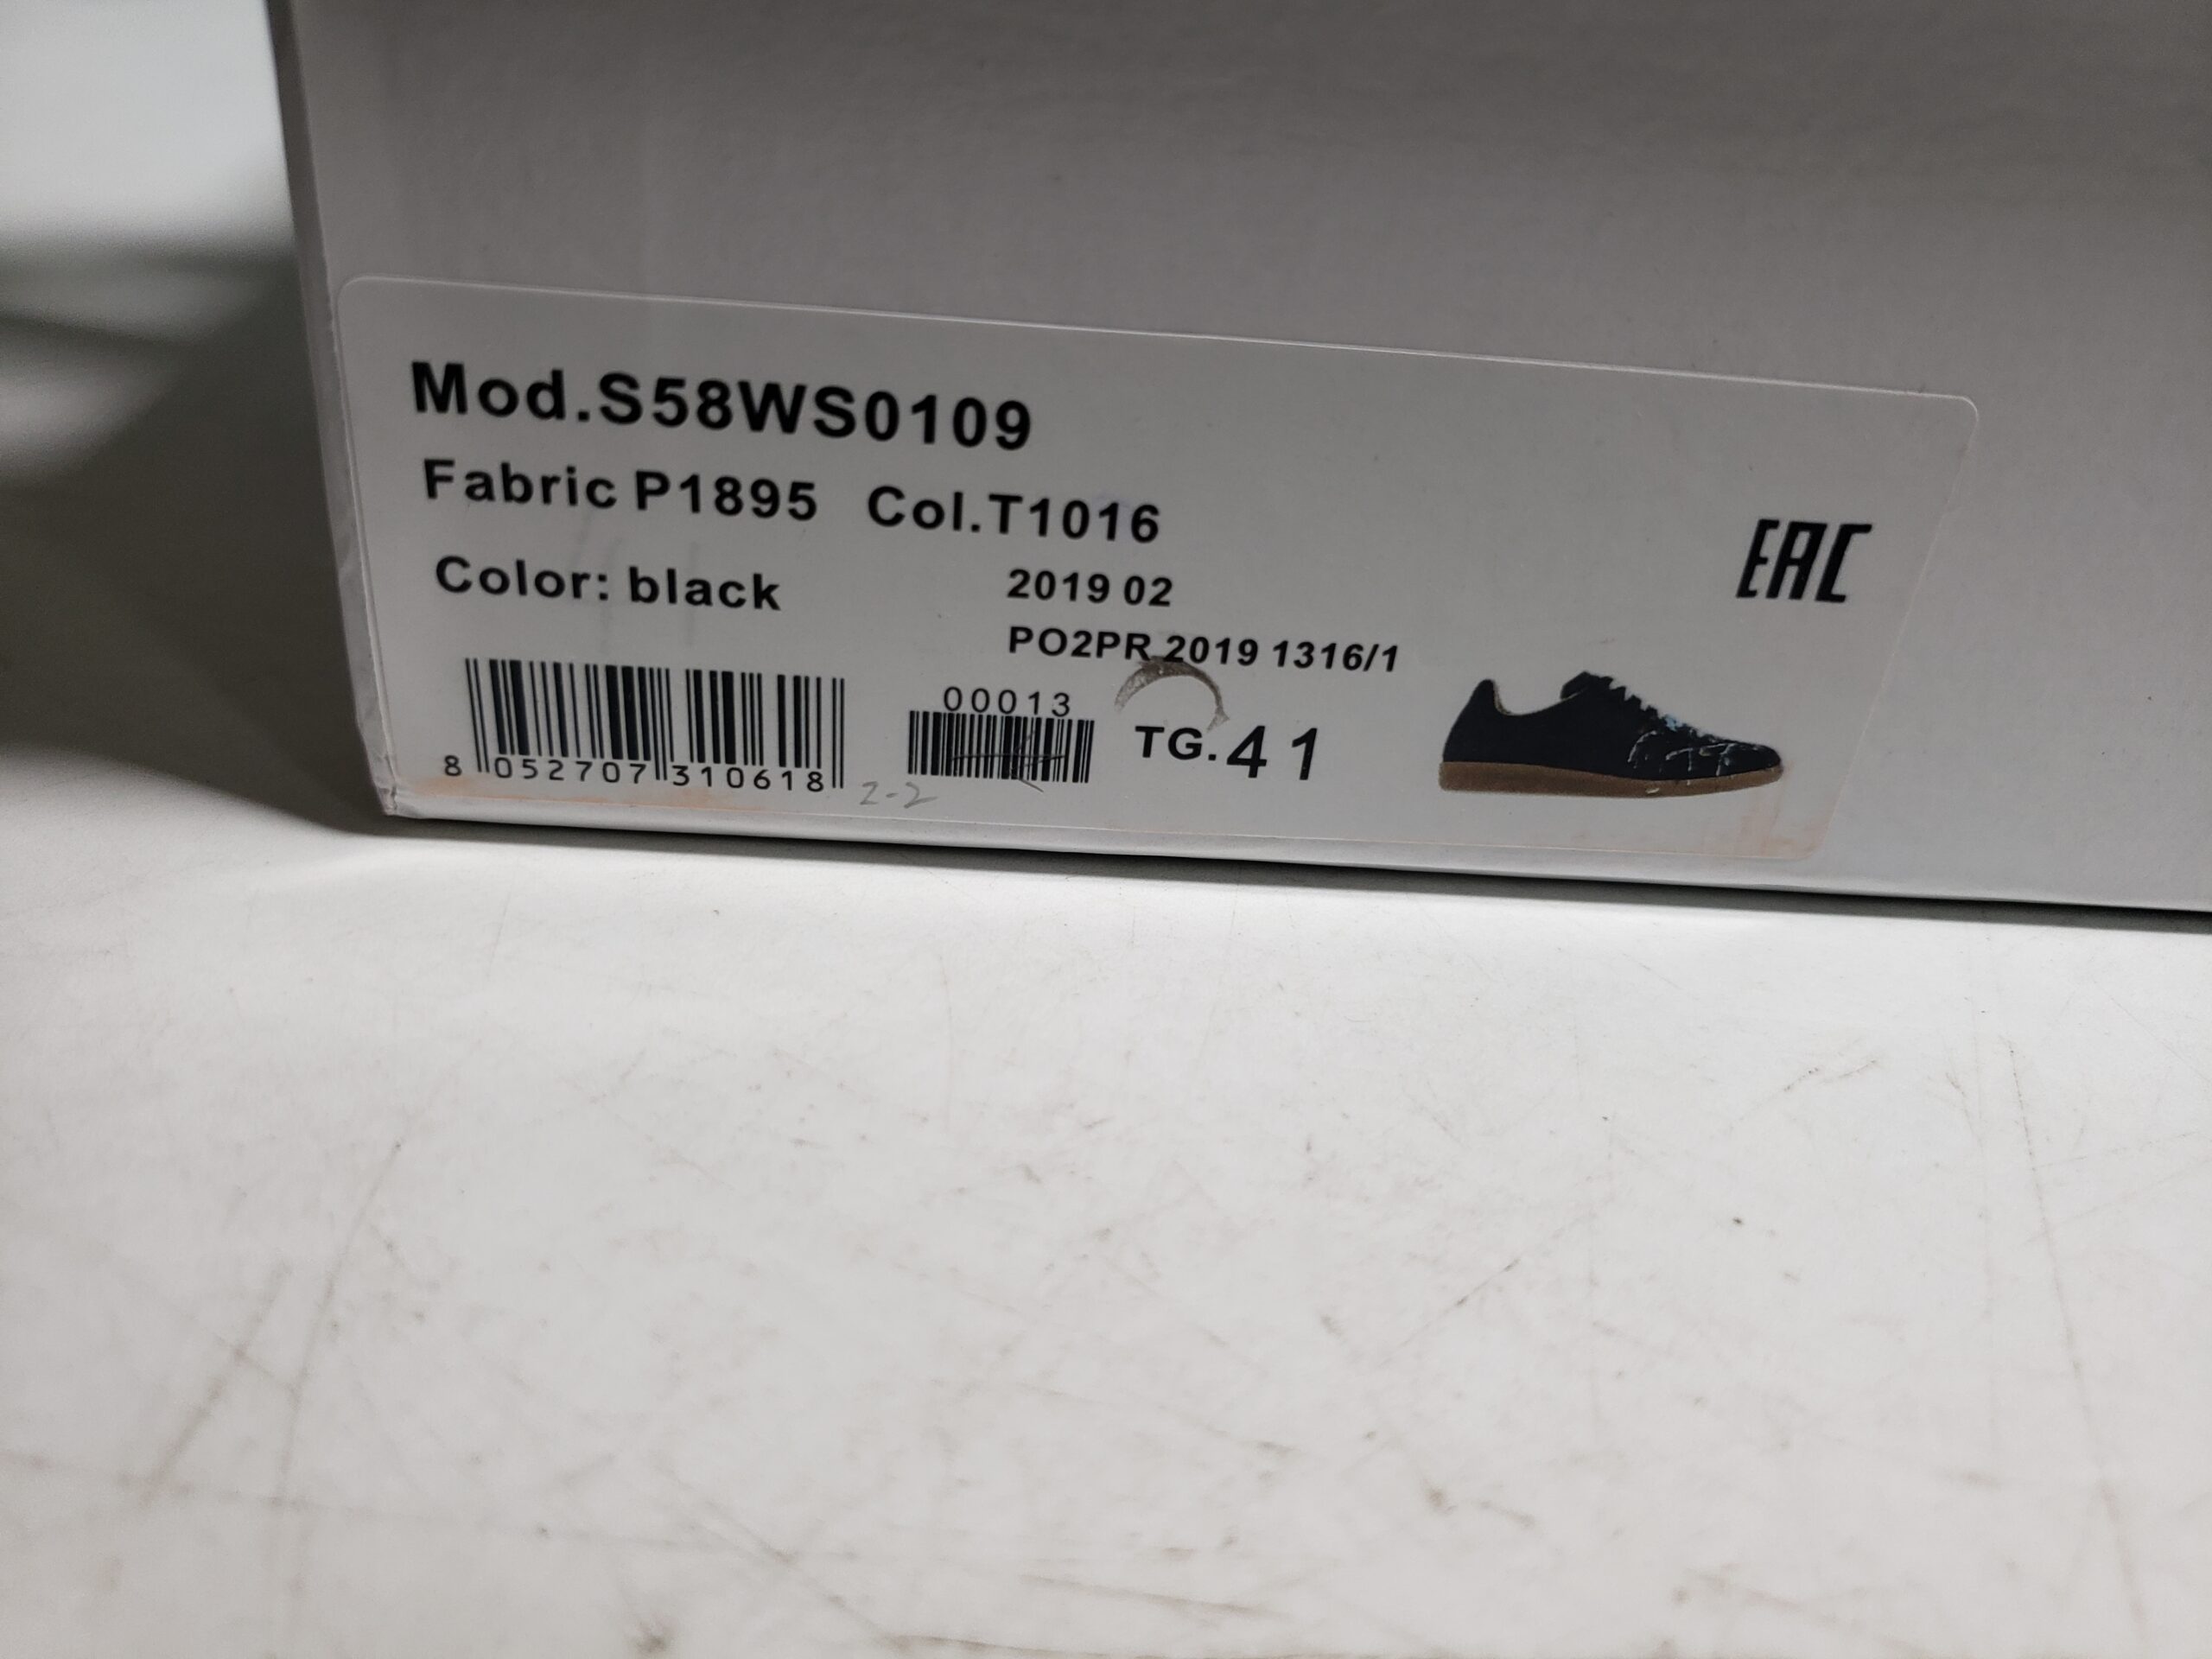 Mod.S58WS0109
Fabric P1895 Col.T1016
EAC
Color: black
2019 02
PO2PR 2019 1316/1
00013
TG.41
8 052707 310618
2-2